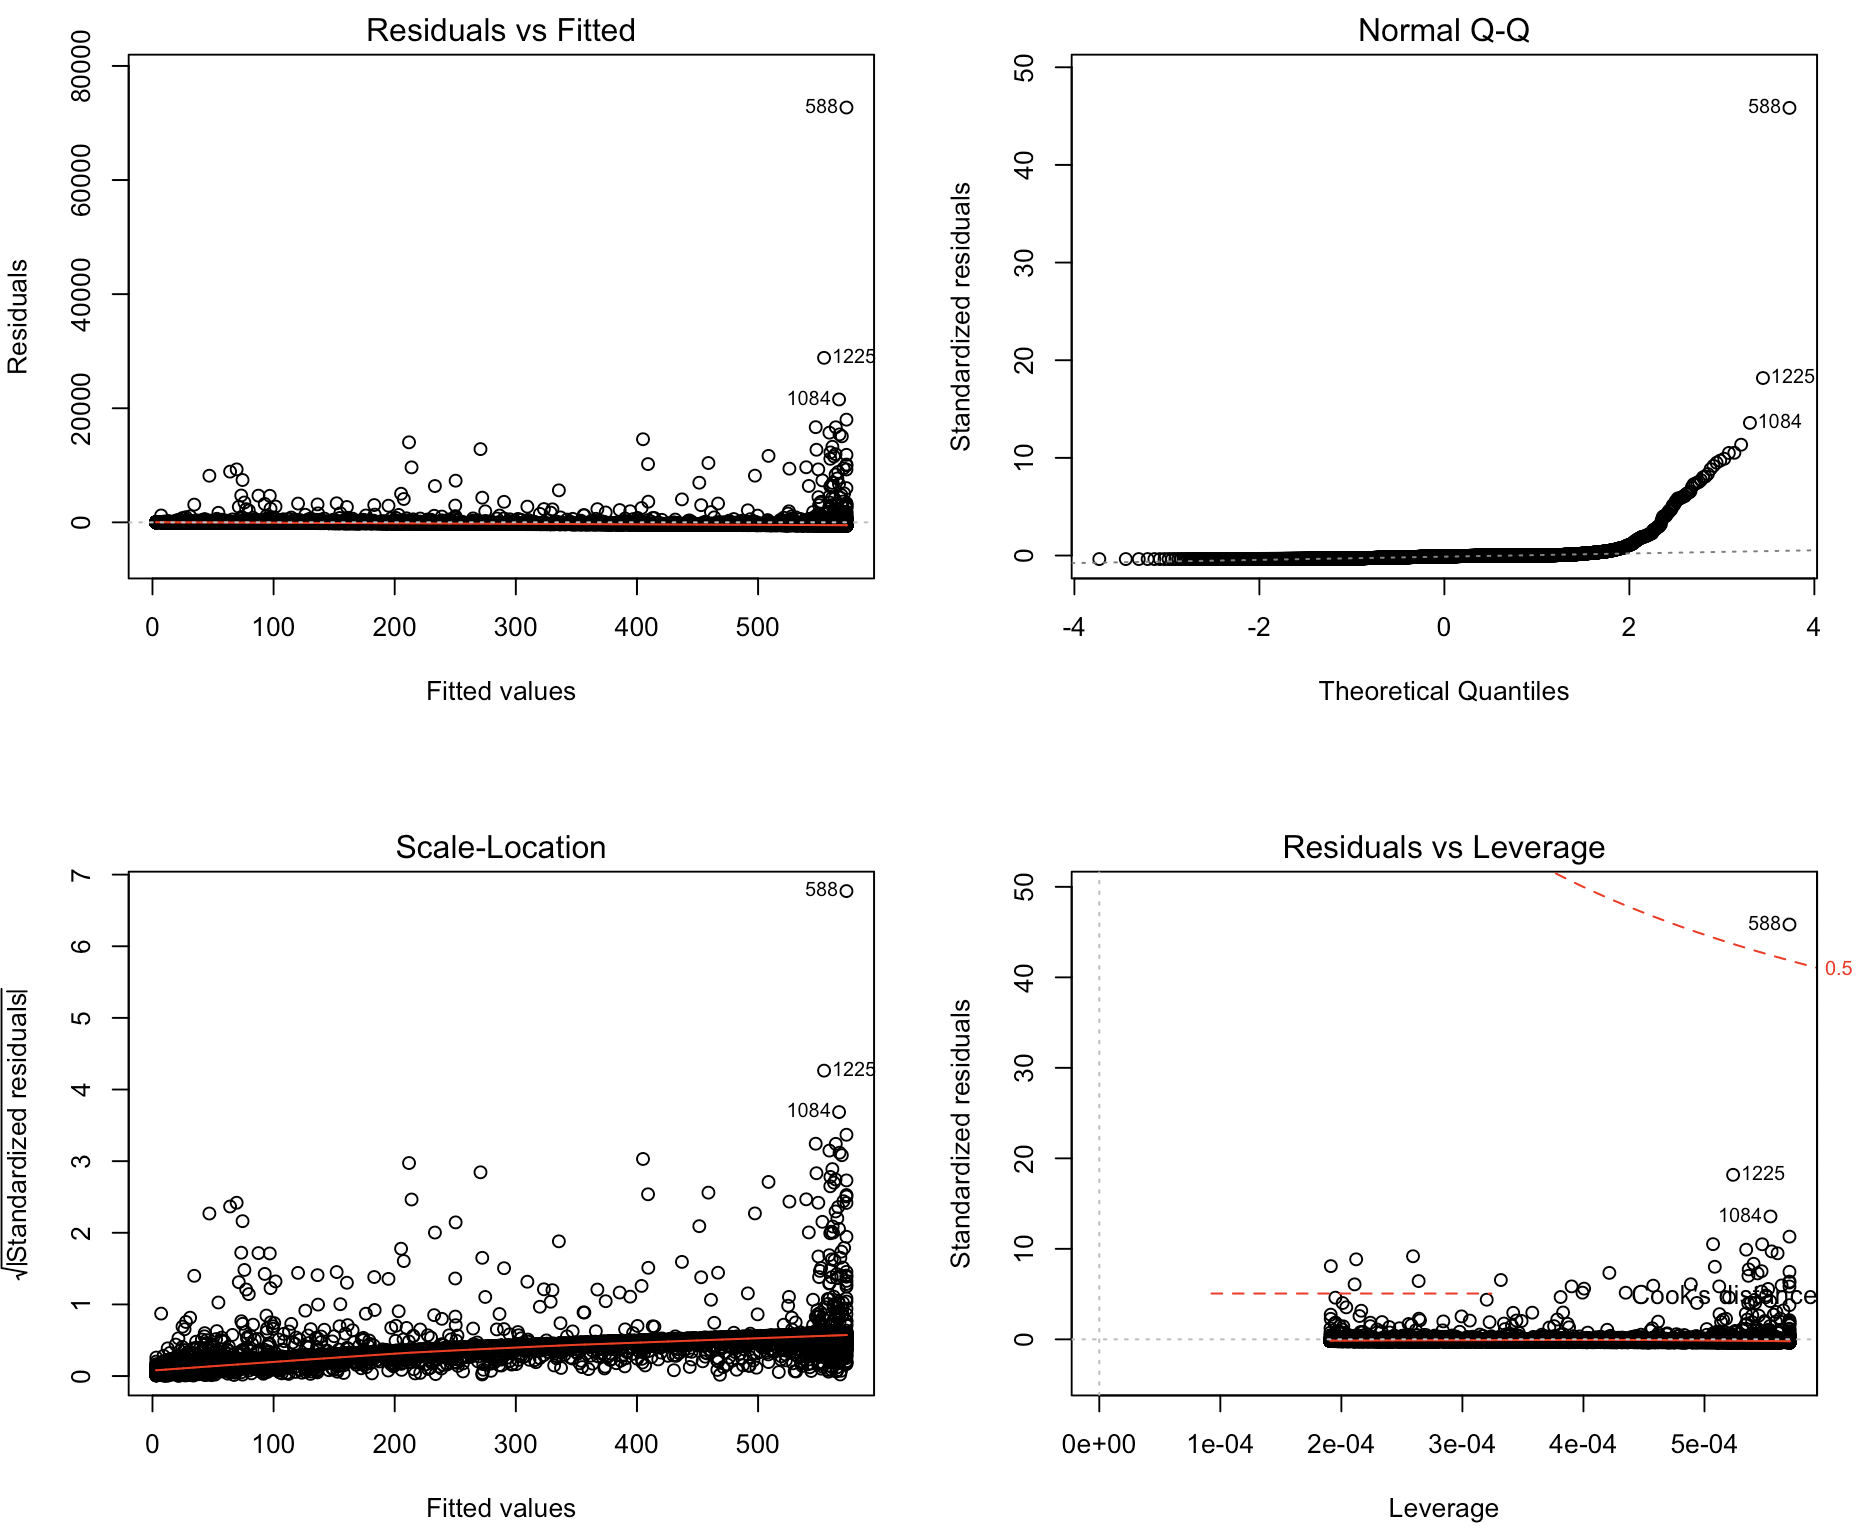 Residuals vs Fitted
80000
60000
40000
20000
0
Residuals
588
1225
1084
0 100 200 300 400 500
Fitted values
Normal Q-Q
50
40
30
20
10
0
Standardized residuals
588
1225
1084
-4 -2 0 2 4
Theoretical Quantiles
Scale-Location
7
6
5
4
3
2
1
0
√|Standardized residuals|
588
1225
1084
0 100 200 300 400 500
Fitted values
Residuals vs Leverage
50
40
30
20
10
0
Standardized residuals
588
0.5
1225
1084
Cook's distance
0e+00 1e-04 2e-04 3e-04 4e-04 5e-04
Leverage